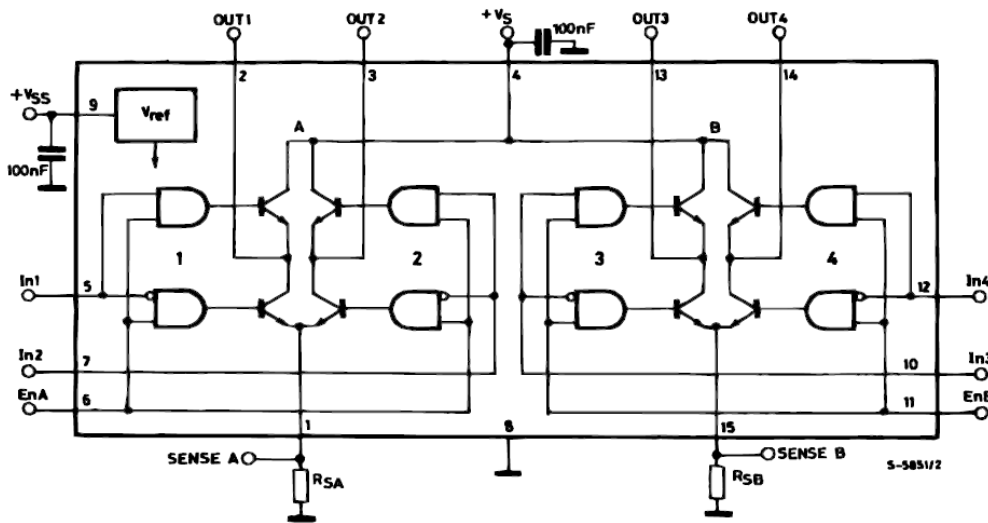 OUT1 OUT2 +VS 100nF OUT3 OUT4
2 3 4 13 14
+VSS 9 Vref
A B
100nF
1 2 3 4
In1 5 12 In4
In2 7 10 In3
EnA 6 11 EnB
1 8 15
SENSE A SENSE B S-5851/2
RSA RSB